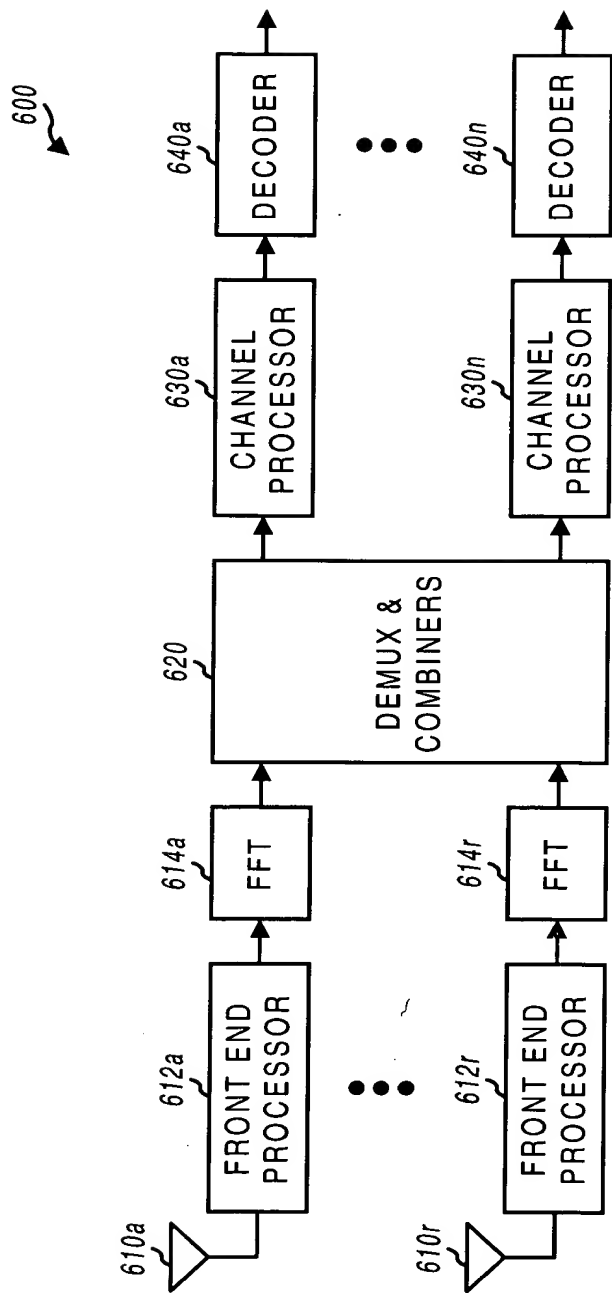 600
610a
612a
FRONT END
PROCESSOR
614a
FFT
620
DEMUX &
COMBINERS
630a
CHANNEL
PROCESSOR
640a
DECODER
610r
612r
FRONT END
PROCESSOR
614r
FFT
630n
CHANNEL
PROCESSOR
640n
DECODER